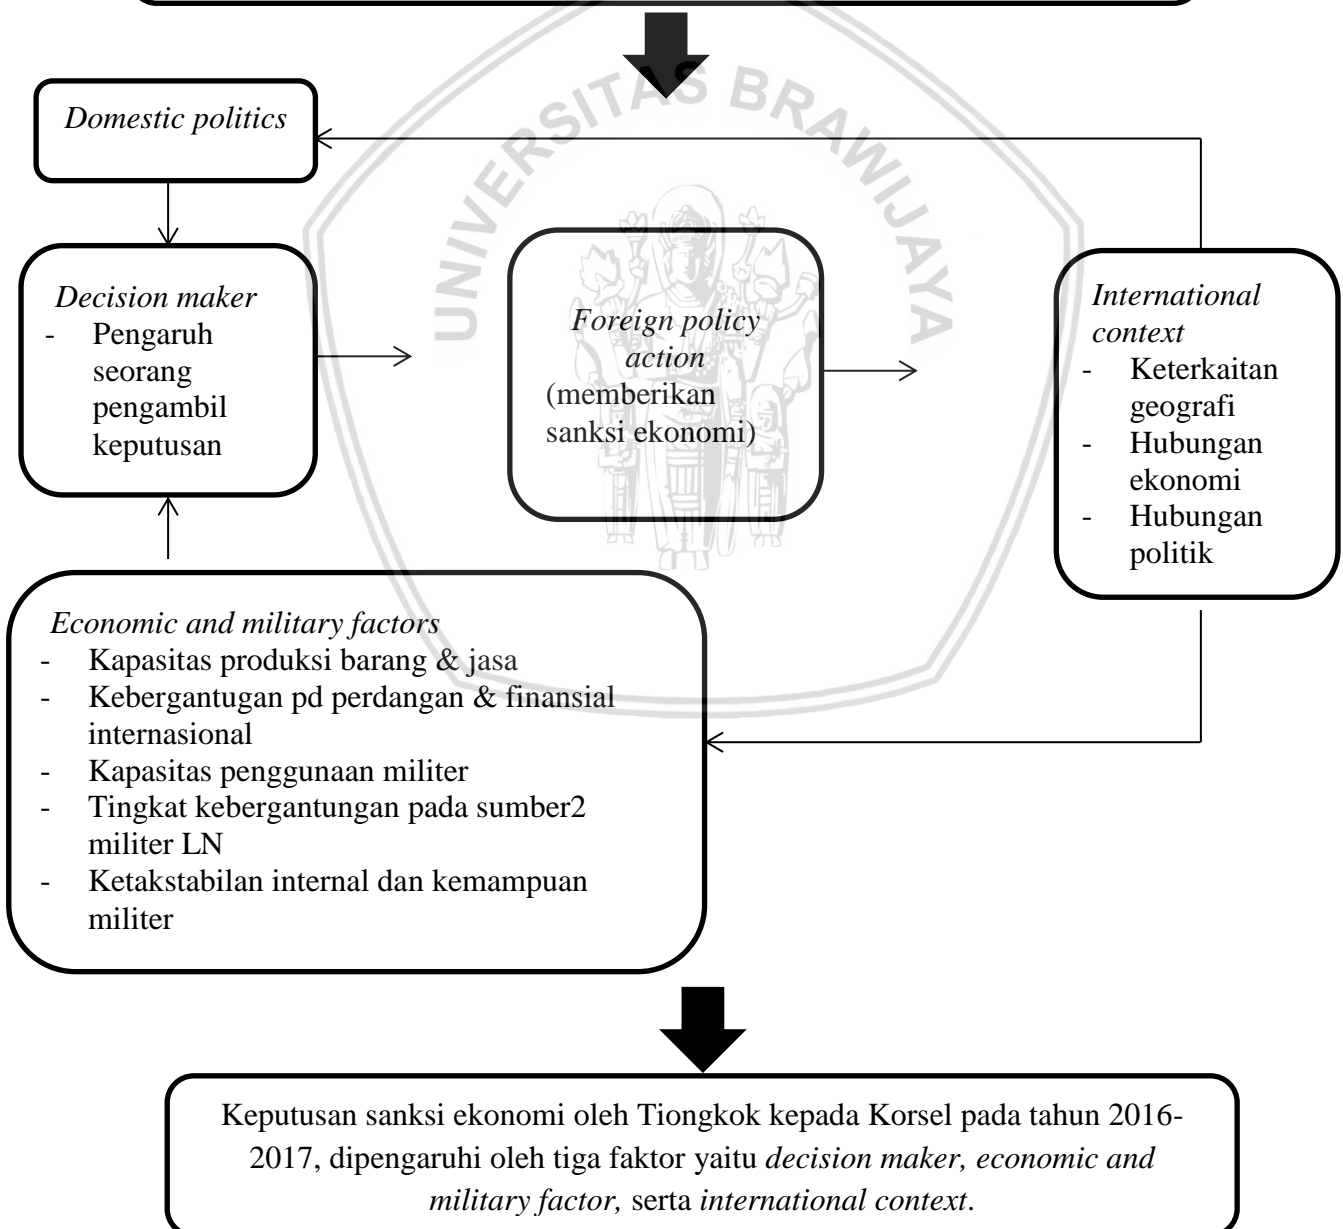 UNIVERSITAS BRAWIJAYA
Domestic politics
Decision maker
- Pengaruh
seorang
pengambil
keputusan
Foreign policy
action
(memberikan
sanksi ekonomi)
International
context
- Keterkaitan
geografi
- Hubungan
ekonomi
- Hubungan
politik
Economic and military factors
- Kapasitas produksi barang & jasa
- Kebergantugan pd perdangan & finansial
internasional
- Kapasitas penggunaan militer
- Tingkat kebergantungan pada sumber2
militer LN
- Ketakstabilan internal dan kemampuan
militer
Keputusan sanksi ekonomi oleh Tiongkok kepada Korsel pada tahun 2016-
2017, dipengaruhi oleh tiga faktor yaitu decision maker, economic and
military factor, serta international context.